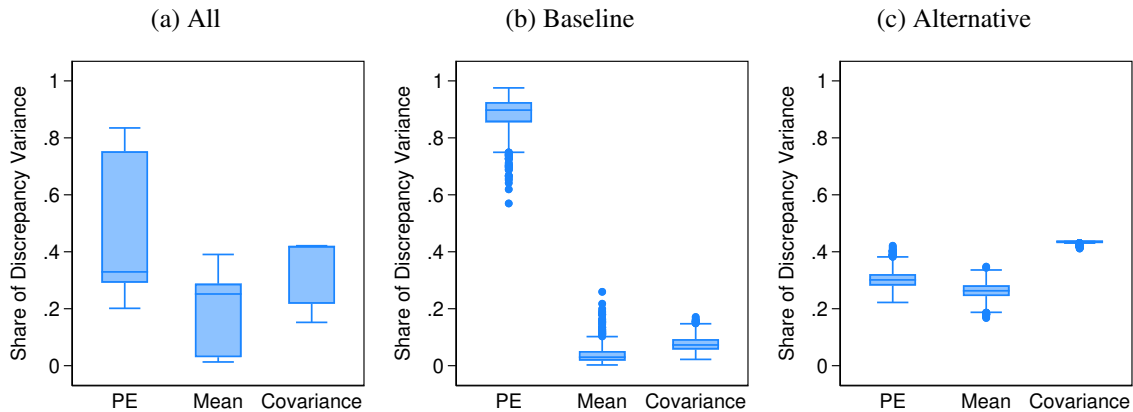 (a) All
Share of Discrepancy Variance
1
.8
.6
.4
.2
0
PE Mean Covariance
(b) Baseline
Share of Discrepancy Variance
1
.8
.6
.4
.2
0
PE Mean Covariance
(c) Alternative
Share of Discrepancy Variance
1
.8
.6
.4
.2
0
PE Mean Covariance